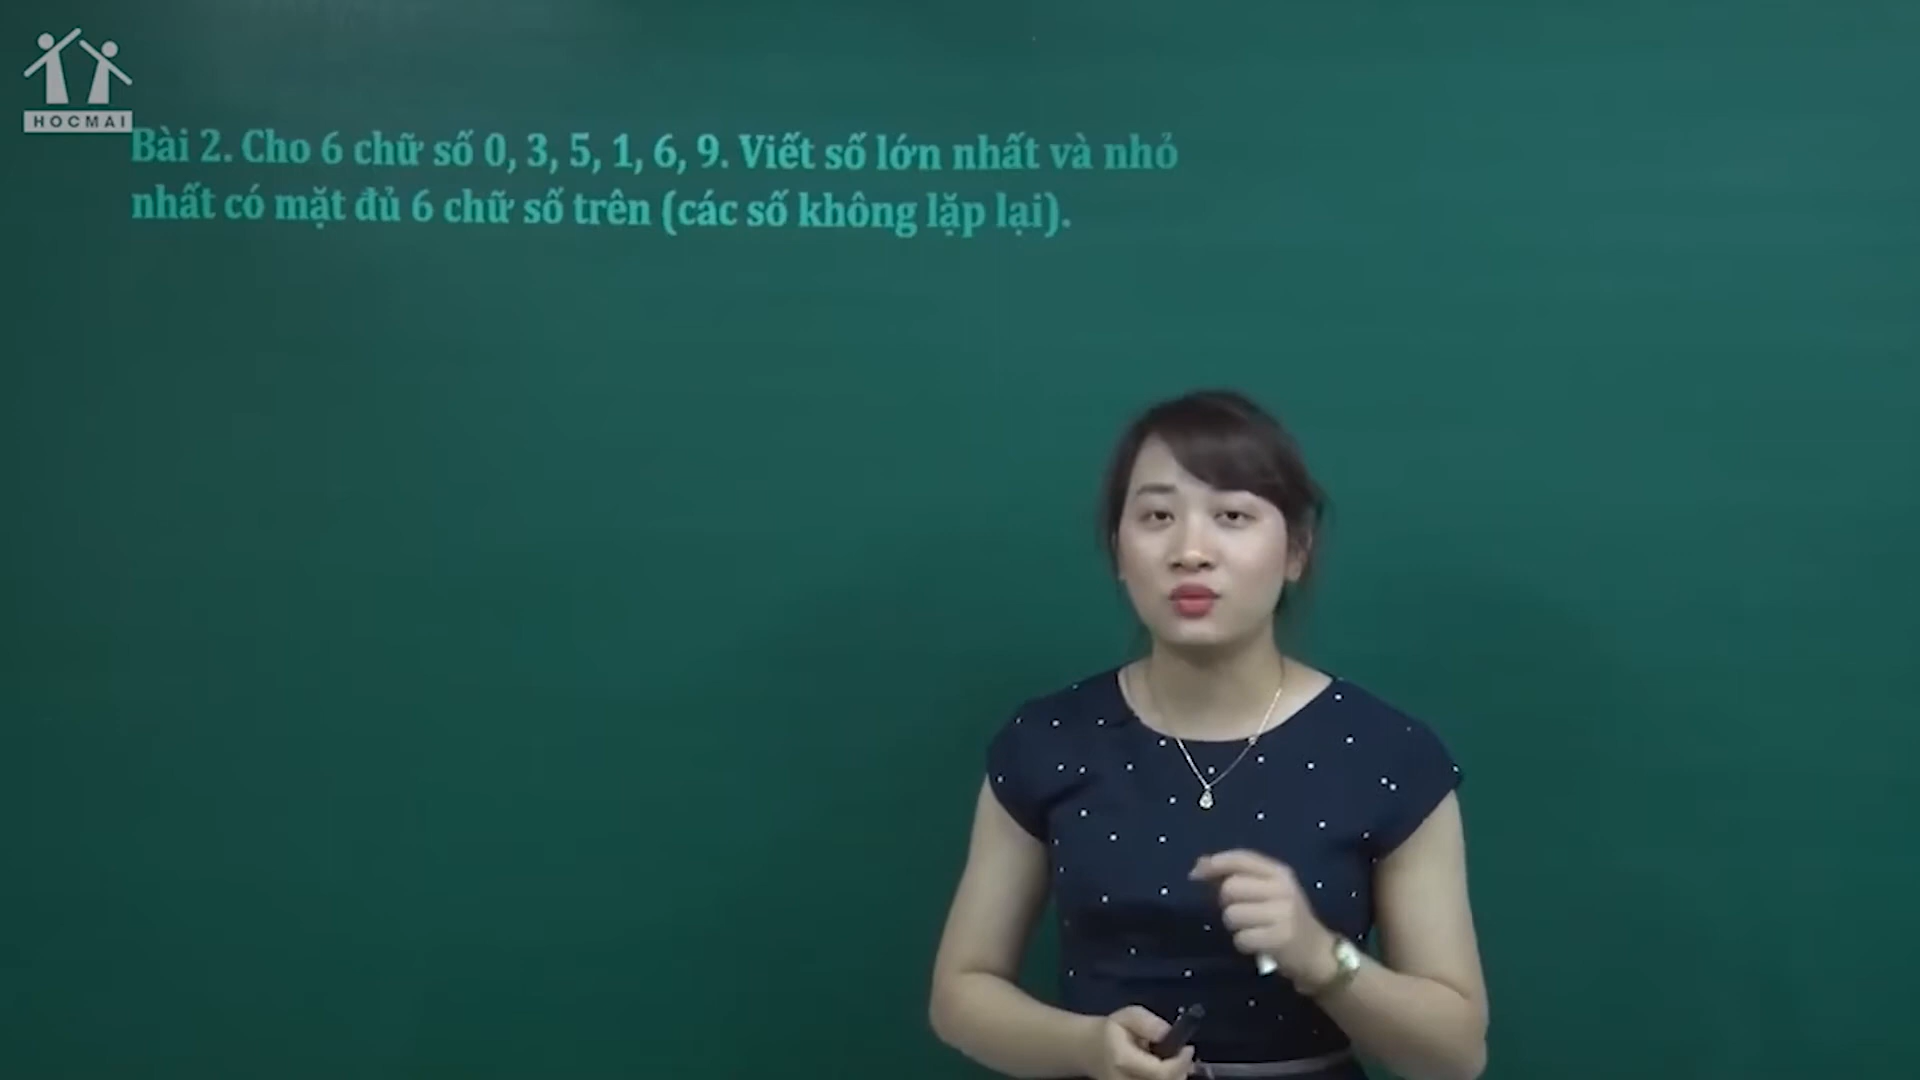 HOCMAI
Bài 2. Cho 6 chữ số 0, 3, 5, 1, 6, 9. Viết số lớn nhất và nhỏ
nhất có mặt đủ 6 chữ số trên (các số không lặp lại).